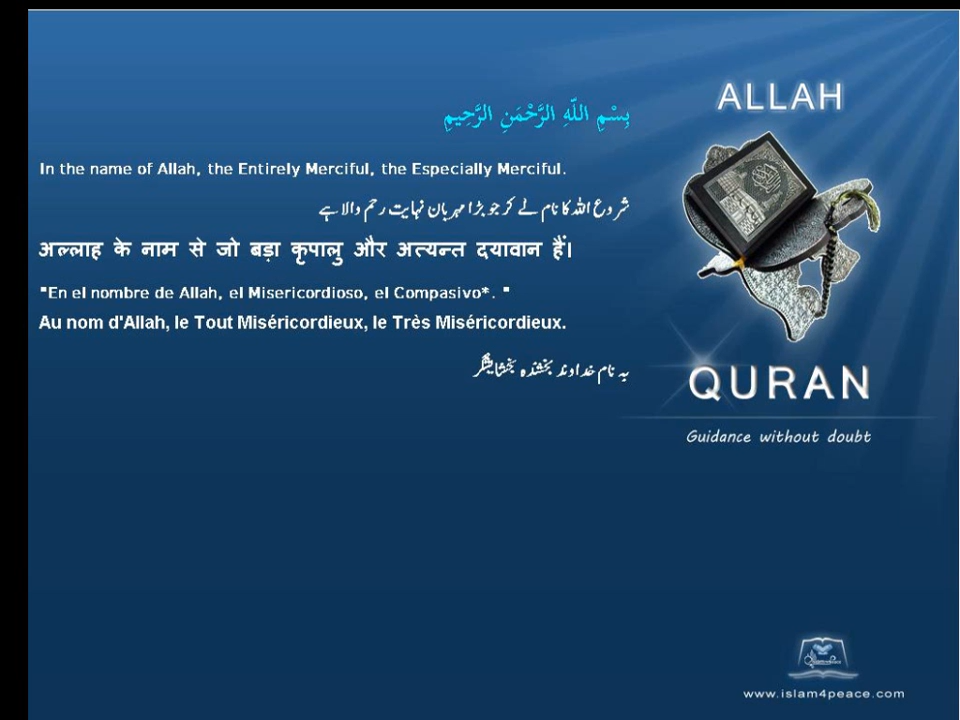 بِسْمِ اللَّهِ الرَّحْمَنِ الرَّحِيمِ
In the name of Allah, the Entirely Merciful, the Especially Merciful.
شروع اللہ کا نام لے کر جو بڑا مہربان نہایت رحم والا ہے
अल्लाह के नाम से जो बड़ा कृपालु और अत्यन्त दयावान हैं।
"En el nombre de Allah, el Misericordioso, el Compasivo*. "
Au nom d'Allah, le Tout Miséricordieux, le Très Miséricordieux.
به نام خداوند بخشنده بخشایشگر
ALLAH
QURAN
Guidance without doubt
www.islam4peace.com